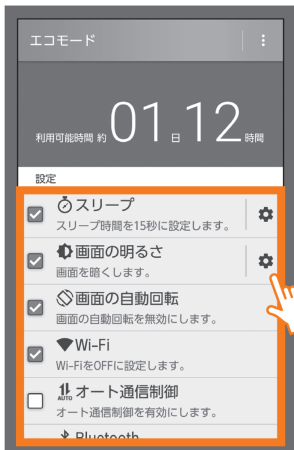 エコモード
利用可能時間 約 01 日 12 時間
設定
スリープ
スリープ時間を15秒に設定します。
画面の明るさ
画面を暗くします。
画面の自動回転
画面の自動回転を無効にします。
Wi-Fi
Wi-FiをOFFに設定します。
AUTO オート通信制御
オート通信制御を有効にします。
Bluetooth